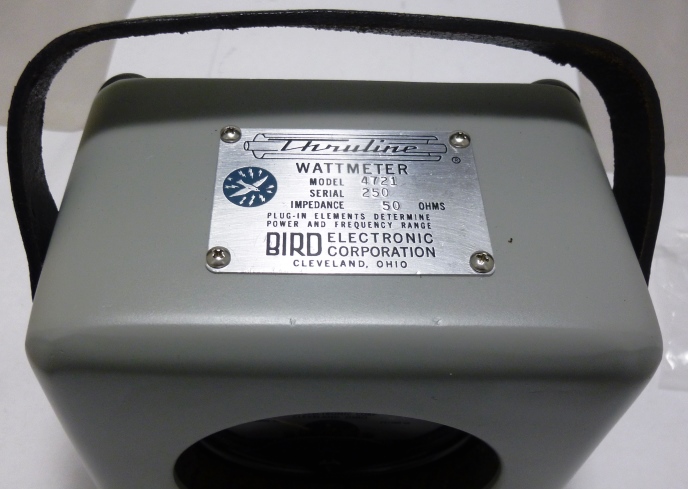 Thruline
®
WATTMETER
MODEL 4721
SERIAL 250
IMPEDANCE 50 OHMS
PLUG-IN ELEMENTS DETERMINE
POWER AND FREQUENCY RANGE
BIRD ELECTRONIC CORPORATION
CLEVELAND, OHIO